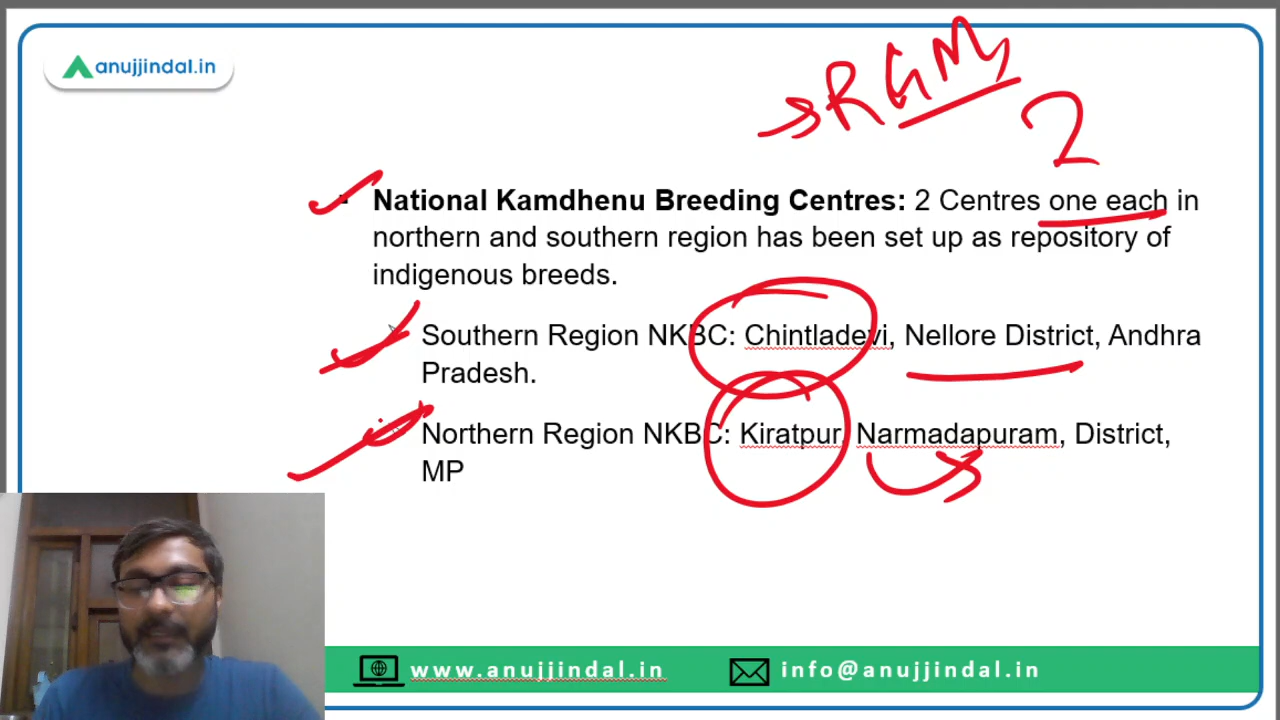 anujjindal.in
RGM
2
National Kamdhenu Breeding Centres: 2 Centres one each in
northern and southern region has been set up as repository of
indigenous breeds.
Southern Region NKBC: Chintladevi, Nellore District, Andhra
Pradesh.
Northern Region NKBC: Kiratpur, Narmadapuram, District,
MP
www.anujjindal.in
info@anujjindal.in